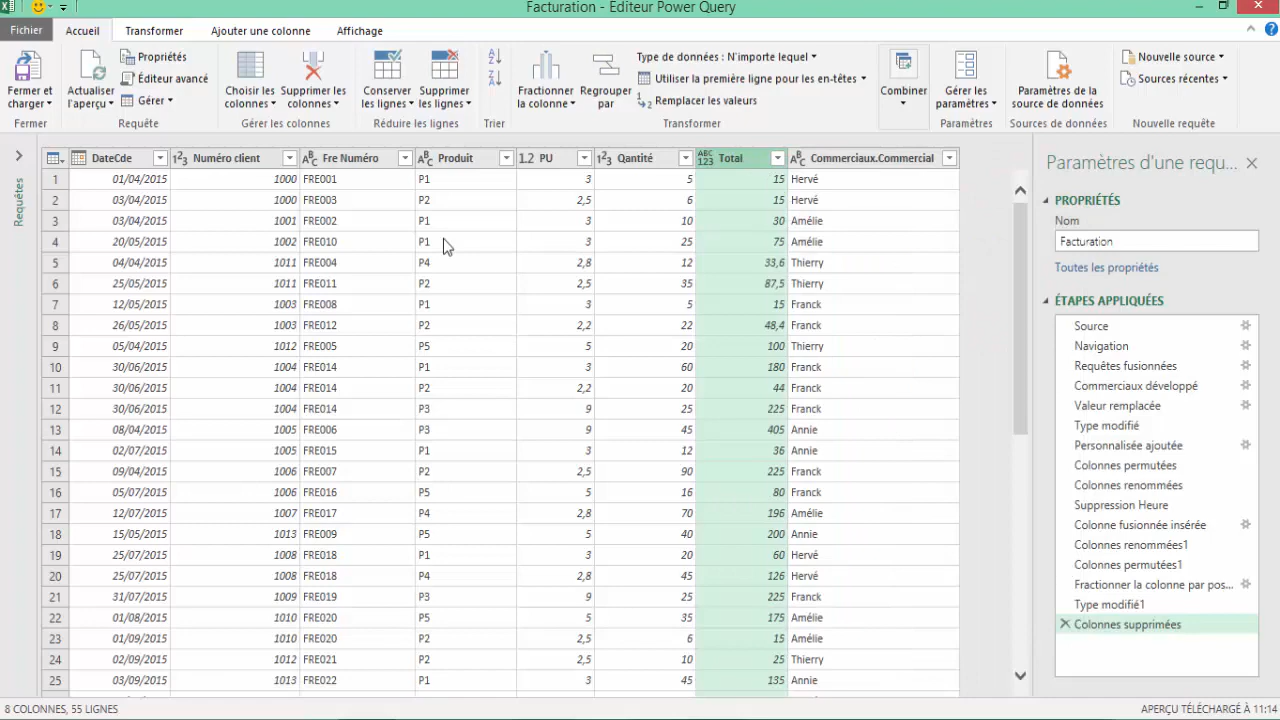 Facturation - Editeur Power Query
Fichier Accueil Transformer Ajouter une colonne Affichage
Fermer et charger
Fermer
Actualiser l'aperçu
Propriétés
Éditeur avancé
Gérer
Requête
Choisir les colonnes
Supprimer les colonnes
Gérer les colonnes
Conserver les lignes
Supprimer les lignes
Réduire les lignes
Trier
Fractionner la colonne
Regrouper par
Type de données : N'importe lequel
Utiliser la première ligne pour les en-têtes
Remplacer les valeurs
Transformer
Combiner
Gérer les paramètres
Paramètres
Paramètres de la source de données
Sources de données
Nouvelle source
Sources récentes
Nouvelle requête
Requêtes
DateCde 1²3 Numéro client ABC Fre Numéro ABC Produit 1.2 PU 1²3 Qantité ABC 123 Total ABC Commerciaux.Commercial
1 01/04/2015 1000 FRE001 P1 3 5 15 Hervé
2 03/04/2015 1000 FRE003 P2 2,5 6 15 Hervé
3 03/04/2015 1001 FRE002 P1 3 10 30 Amélie
4 20/05/2015 1002 FRE010 P1 3 25 75 Amélie
5 04/04/2015 1011 FRE004 P4 2,8 12 33,6 Thierry
6 25/05/2015 1011 FRE011 P2 2,5 35 87,5 Thierry
7 12/05/2015 1003 FRE008 P1 3 5 15 Franck
8 26/05/2015 1003 FRE012 P2 2,2 22 48,4 Franck
9 05/04/2015 1012 FRE005 P5 5 20 100 Thierry
10 30/06/2015 1004 FRE014 P1 3 60 180 Franck
11 30/06/2015 1004 FRE014 P2 2,2 20 44 Franck
12 30/06/2015 1004 FRE014 P3 9 25 225 Franck
13 08/04/2015 1005 FRE006 P3 9 45 405 Annie
14 02/07/2015 1005 FRE015 P1 3 12 36 Annie
15 09/04/2015 1006 FRE007 P2 2,5 90 225 Franck
16 05/07/2015 1006 FRE016 P5 5 16 80 Franck
17 12/07/2015 1007 FRE017 P4 2,8 70 196 Amélie
18 15/05/2015 1013 FRE009 P5 5 40 200 Annie
19 25/07/2015 1008 FRE018 P1 3 20 60 Hervé
20 25/07/2015 1008 FRE018 P4 2,8 45 126 Hervé
21 31/07/2015 1009 FRE019 P3 9 25 225 Franck
22 01/08/2015 1010 FRE020 P5 5 35 175 Amélie
23 01/09/2015 1010 FRE020 P2 2,5 6 15 Amélie
24 02/09/2015 1012 FRE021 P2 2,5 10 25 Thierry
25 03/09/2015 1013 FRE022 P1 3 45 135 Annie
Paramètres d'une requ...
PROPRIÉTÉS
Nom
Facturation
Toutes les propriétés
ÉTAPES APPLIQUÉES
Source
Navigation
Requêtes fusionnées
Commerciaux développé
Valeur remplacée
Type modifié
Personnalisée ajoutée
Colonnes permutées
Colonnes renommées
Suppression Heure
Colonne fusionnée insérée
Colonnes renommées1
Colonnes permutées1
Fractionner la colonne par pos...
Type modifié1
Colonnes supprimées
8 COLONNES, 55 LIGNES
APERÇU TÉLÉCHARGÉ À 11:14